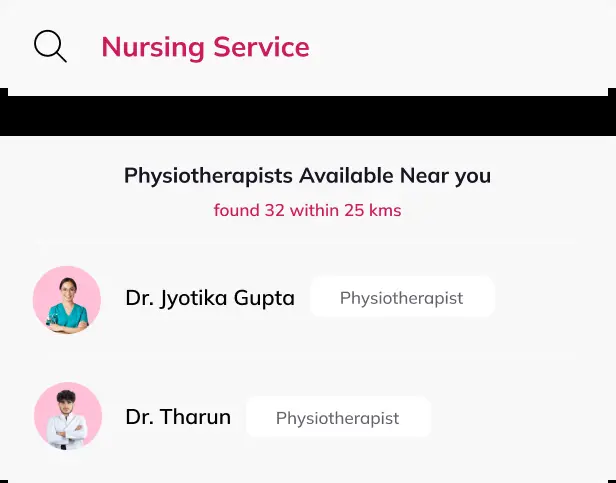 Nursing Service
Physiotherapists Available Near you
found 32 within 25 kms
Dr. Jyotika Gupta Physiotherapist
Dr. Tharun Physiotherapist